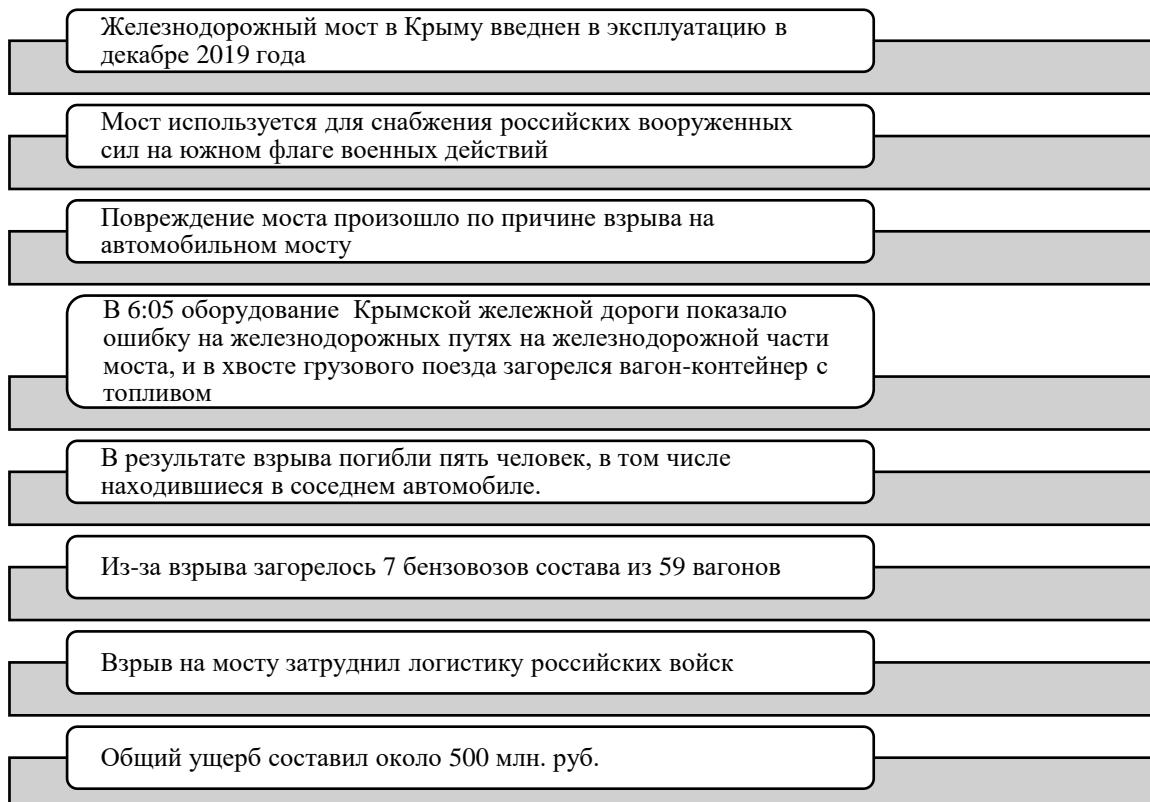 Железнодорожный мост в Крыму введнен в эксплуатацию в
декабре 2019 года
Мост используется для снабжения российских вооруженных
сил на южном флаге военных действий
Повреждение моста произошло по причине взрыва на
автомобильном мосту
В 6:05 оборудование  Крымской жележной дороги показало
ошибку на железнодорожных путях на железнодорожной части
моста, и в хвосте грузового поезда загорелся вагон-контейнер с
топливом
В результате взрыва погибли пять человек, в том числе
находившиеся в соседнем автомобиле.
Из-за взрыва загорелось 7 бензовозов состава из 59 вагонов
Взрыв на мосту затруднил логистику российских войск
Общий ущерб составил около 500 млн. руб.